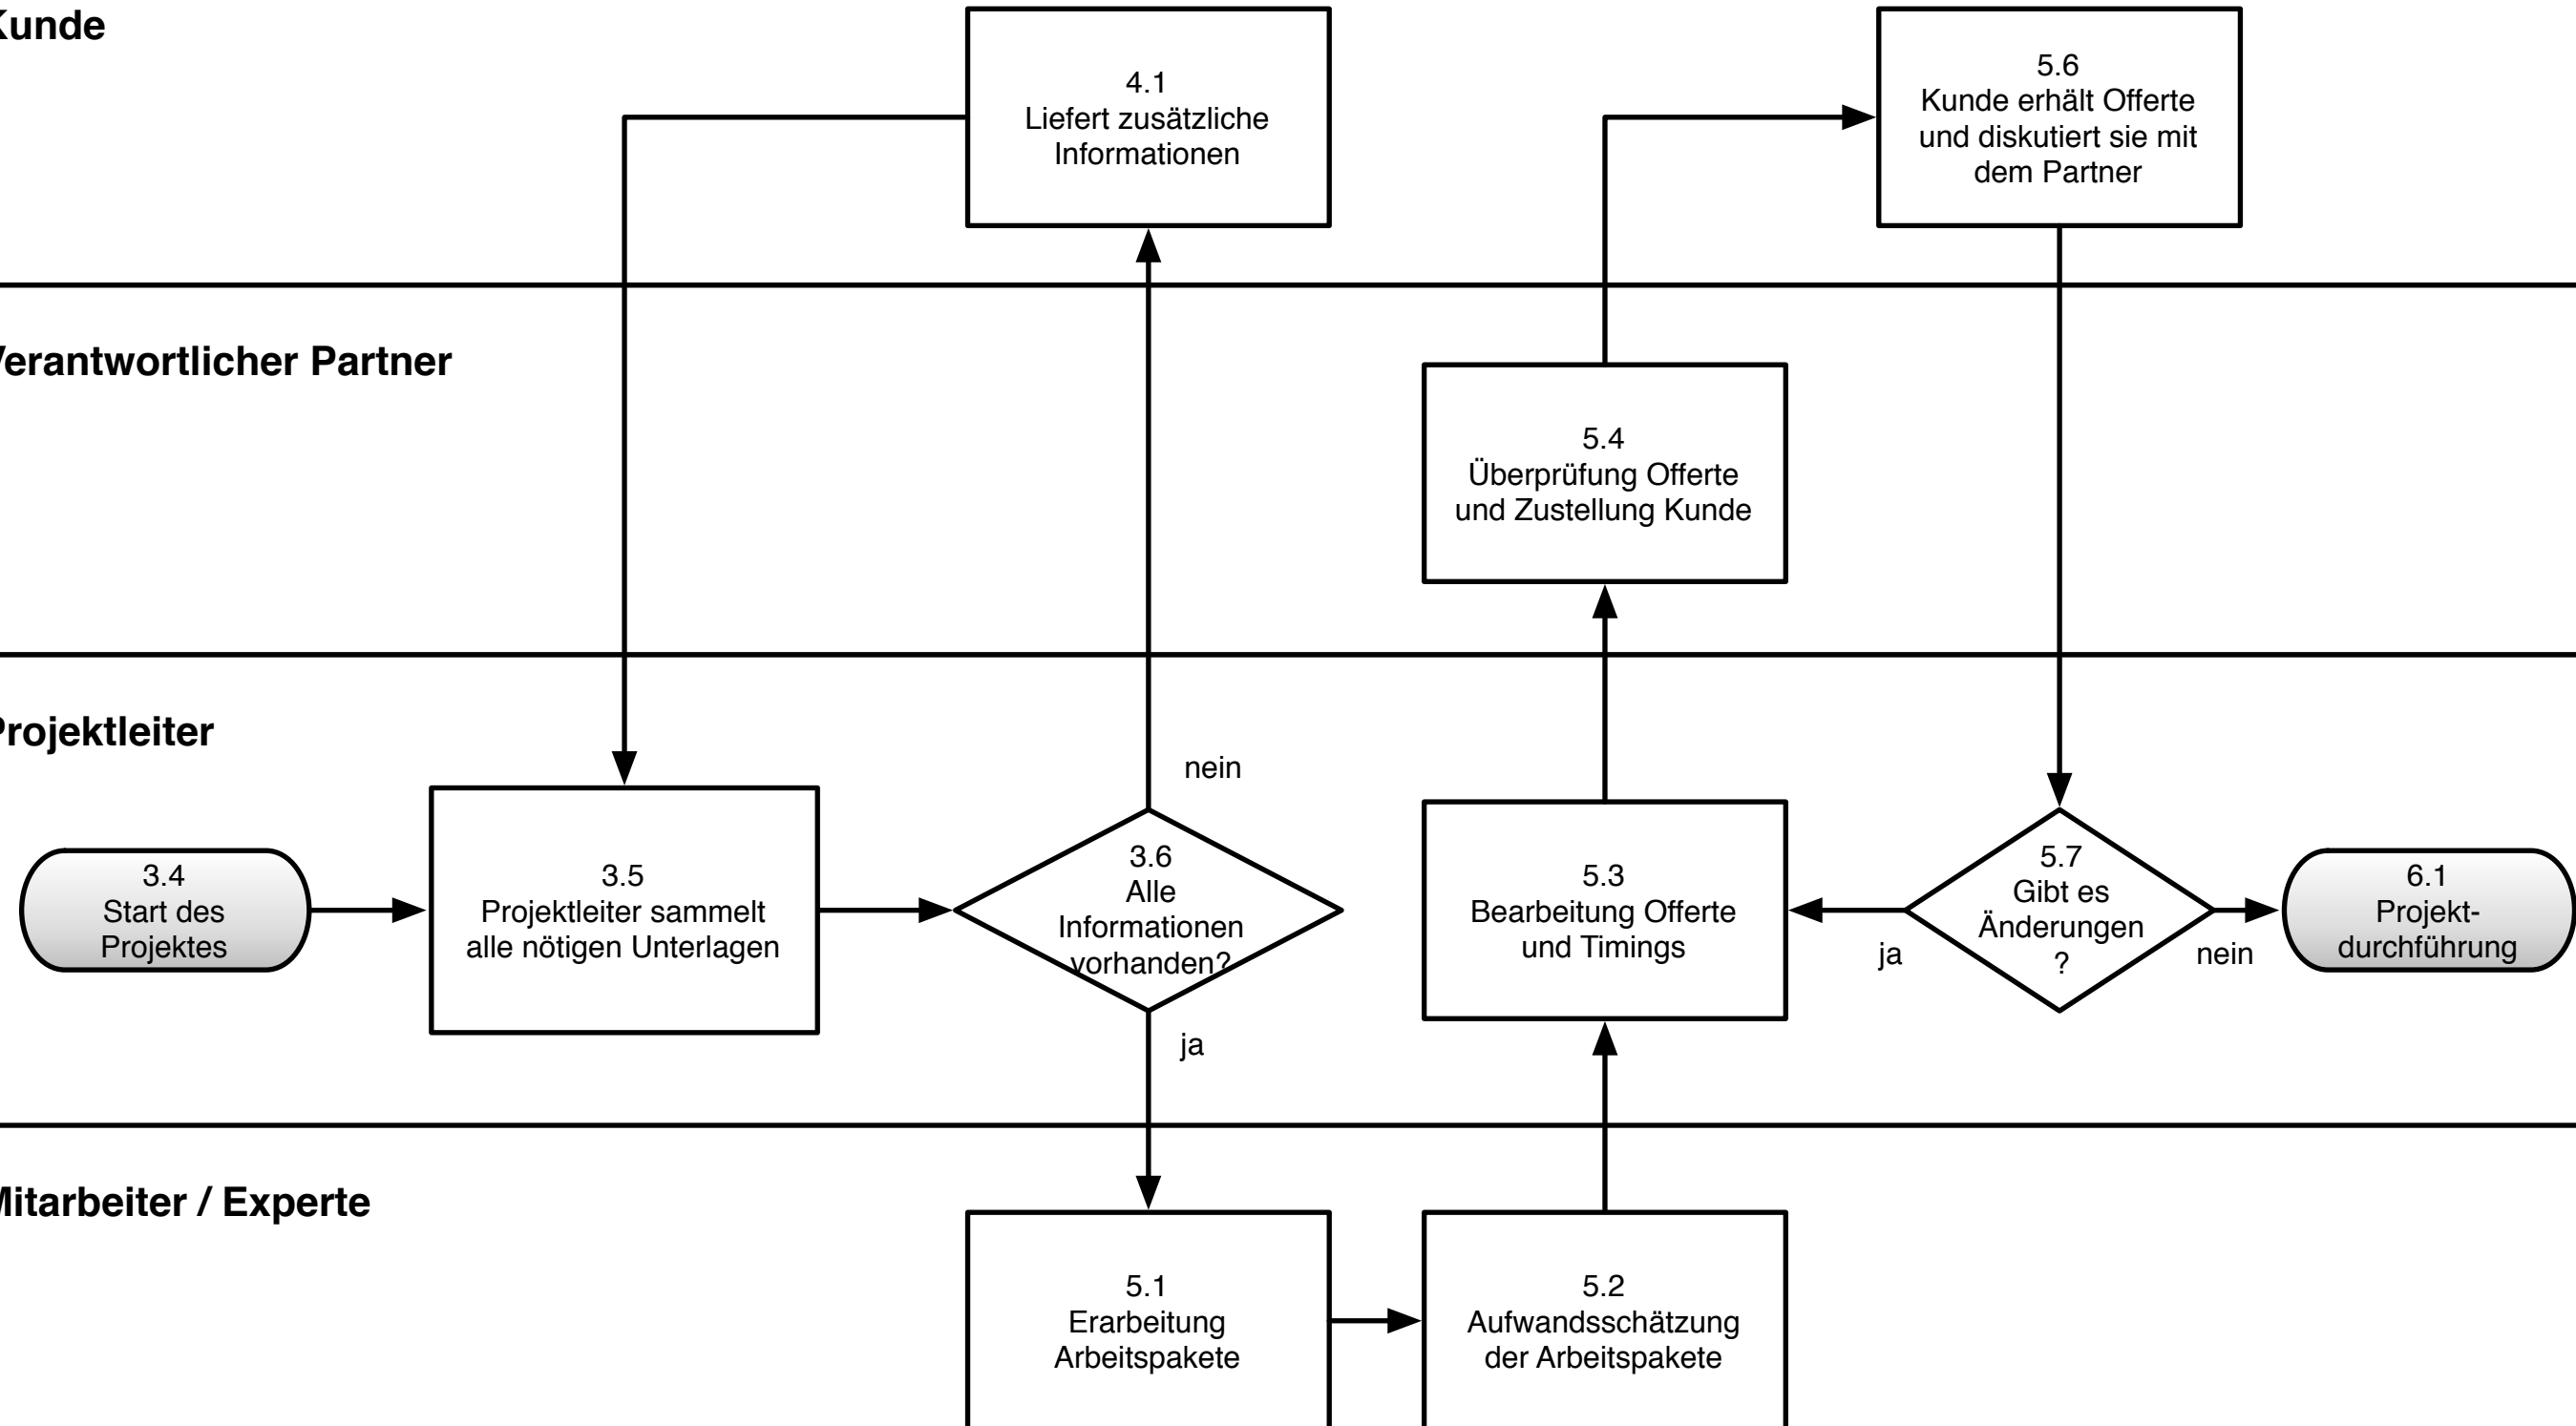 Kunde
4.1
Liefert zusätzliche
Informationen
5.6
Kunde erhält Offerte
und diskutiert sie mit
dem Partner
Verantwortlicher Partner
5.4
Überprüfung Offerte
und Zustellung Kunde
Projektleiter
nein
3.4
Start des
Projektes
3.5
Projektleiter sammelt
alle nötigen Unterlagen
3.6
Alle
Informationen
vorhanden?
5.3
Bearbeitung Offerte
und Timings
ja
5.7
Gibt es
Änderungen
?
nein
6.1
Projekt-
durchführung
ja
Mitarbeiter / Experte
5.1
Erarbeitung
Arbeitspakete
5.2
Aufwandsschätzung
der Arbeitspakete